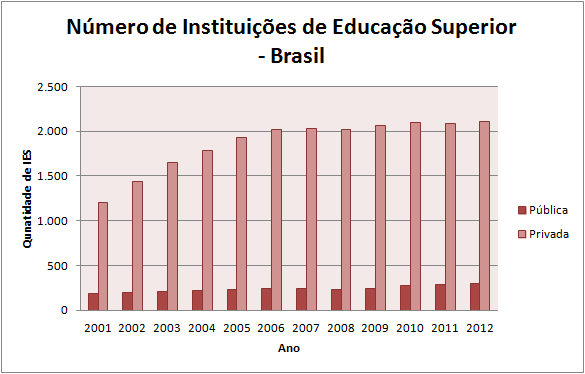 Número de Instituições de Educação Superior
- Brasil
2.500
2.000
1.500
1.000
500
0
Qunatidade de IES
2001 2002 2003 2004 2005 2006 2007 2008 2009 2010 2011 2012
Ano
Pública
Privada